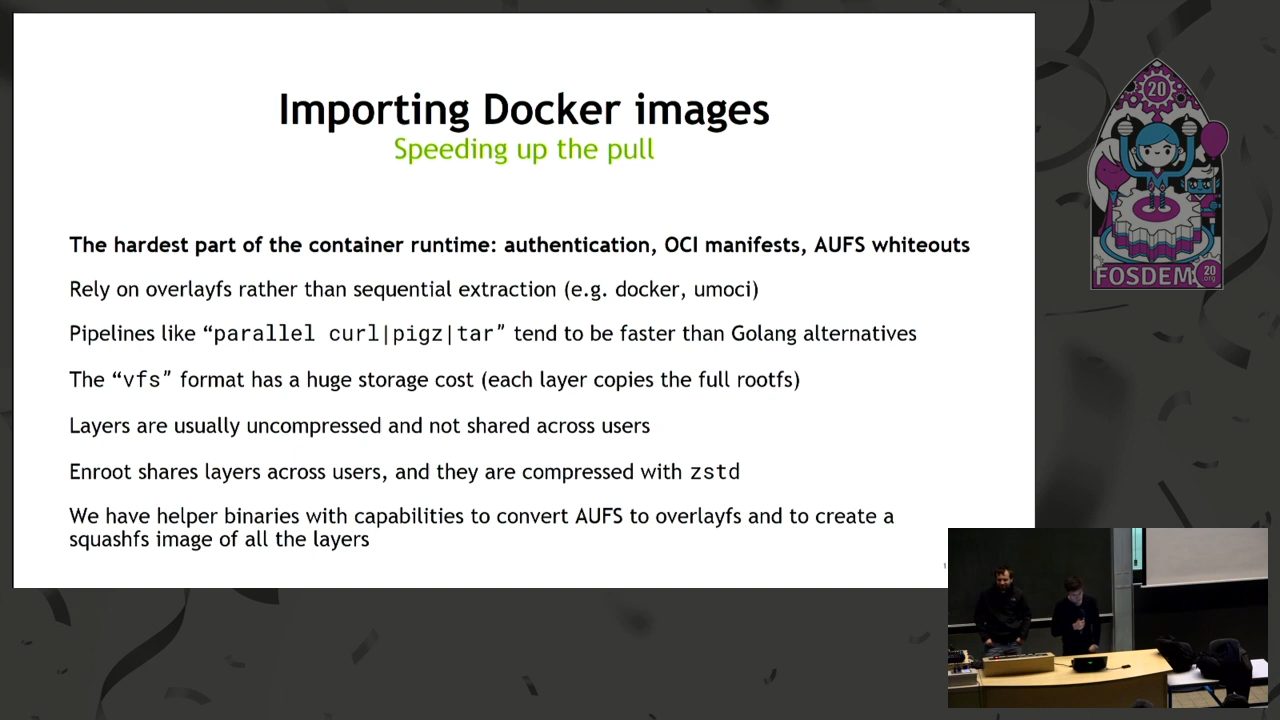 Importing Docker images
Speeding up the pull
The hardest part of the container runtime: authentication, OCI manifests, AUFS whiteouts
Rely on overlayfs rather than sequential extraction (e.g. docker, umoci)
Pipelines like “parallel curl|pigz|tar” tend to be faster than Golang alternatives
The “vfs” format has a huge storage cost (each layer copies the full rootfs)
Layers are usually uncompressed and not shared across users
Enroot shares layers across users, and they are compressed with zstd
We have helper binaries with capabilities to convert AUFS to overlayfs and to create a
squashfs image of all the layers
20
FOSDEM
20
.org